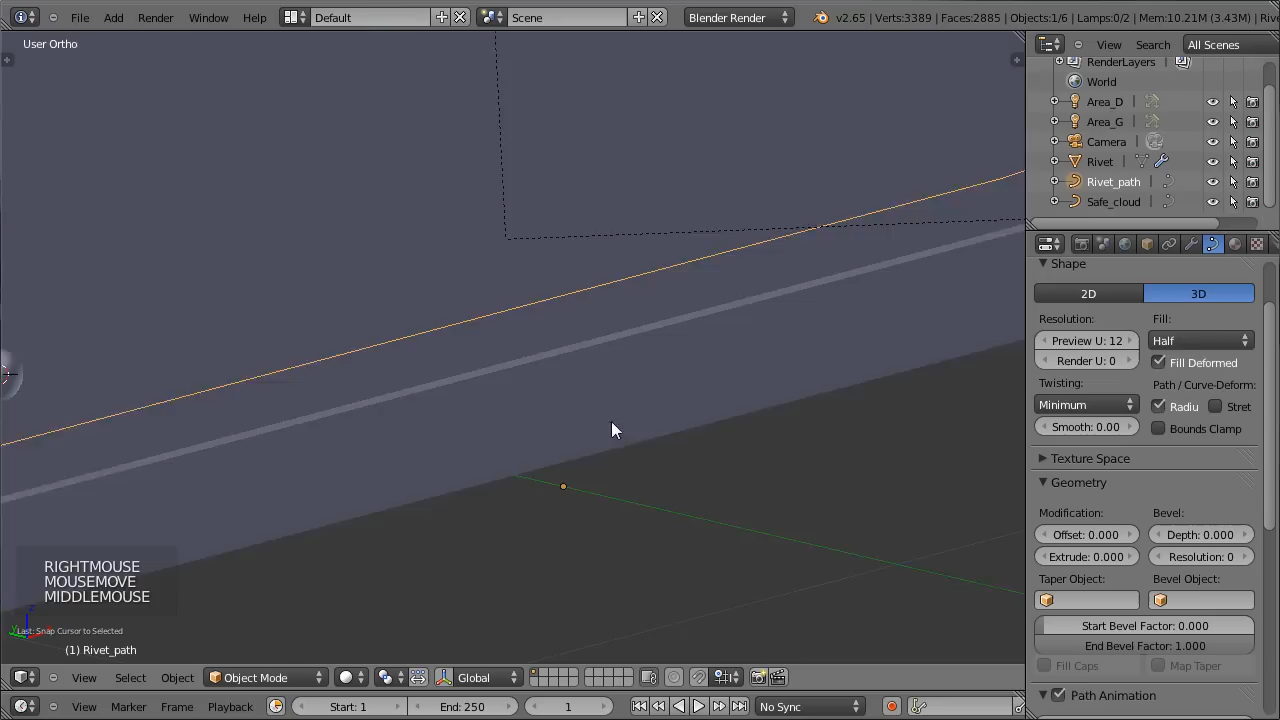 File Add Render Window Help Default Scene Blender Render v2.65 | Verts:3389 | Faces:2885 | Objects:1/6 | Lamps:0/2 | Mem:10.21M (3.43M) | Rive
User Ortho
View Search All Scenes
RenderLayers
World
Area_D
Area_G
Camera
Rivet
Rivet_path
Safe_cloud
Shape
2D 3D
Resolution: Fill:
Preview U: 12 Half
Render U: 0 Fill Deformed
Twisting: Path / Curve-Deform:
Minimum Radiu Stret
Smooth: 0.00 Bounds Clamp
Texture Space
Geometry
Modification: Bevel:
Offset: 0.000 Depth: 0.000
Extrude: 0.000 Resolution: 0
Taper Object: Bevel Object:
Start Bevel Factor: 0.000
End Bevel Factor: 1.000
Fill Caps Map Taper
Path Animation
RIGHTMOUSE
MOUSEMOVE
MIDDLEMOUSE
Last: Snap Cursor to Selected
(1) Rivet_path
View Select Object Object Mode Global
View Marker Frame Playback Start: 1 End: 250 1 No Sync